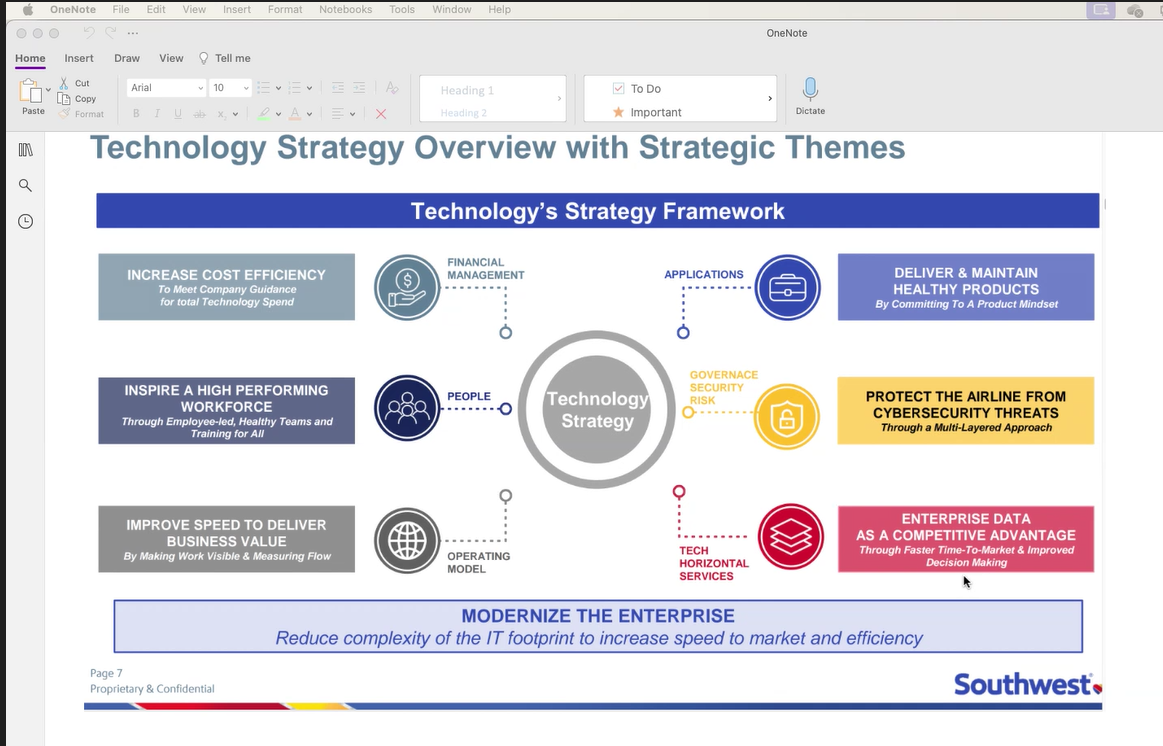 OneNote File Edit View Insert Format Notebooks Tools Window Help
OneNote
Home Insert Draw View Tell me
Cut
Copy
Format
Paste
Arial 10
B I U ab x
Heading 1
Heading 2
To Do
Important
Dictate
Technology Strategy Overview with Strategic Themes
Technology's Strategy Framework
INCREASE COST EFFICIENCY
To Meet Company Guidance
for total Technology Spend
FINANCIAL
MANAGEMENT
APPLICATIONS
DELIVER & MAINTAIN
HEALTHY PRODUCTS
By Committing To A Product Mindset
INSPIRE A HIGH PERFORMING
WORKFORCE
Through Employee-led, Healthy Teams and
Training for All
PEOPLE
Technology
Strategy
GOVERNACE
SECURITY
RISK
PROTECT THE AIRLINE FROM
CYBERSECURITY THREATS
Through a Multi-Layered Approach
IMPROVE SPEED TO DELIVER
BUSINESS VALUE
By Making Work Visible & Measuring Flow
OPERATING
MODEL
TECH
HORIZONTAL
SERVICES
ENTERPRISE DATA
AS A COMPETITIVE ADVANTAGE
Through Faster Time-To-Market & Improved
Decision Making
MODERNIZE THE ENTERPRISE
Reduce complexity of the IT footprint to increase speed to market and efficiency
Page 7
Proprietary & Confidential
Southwest